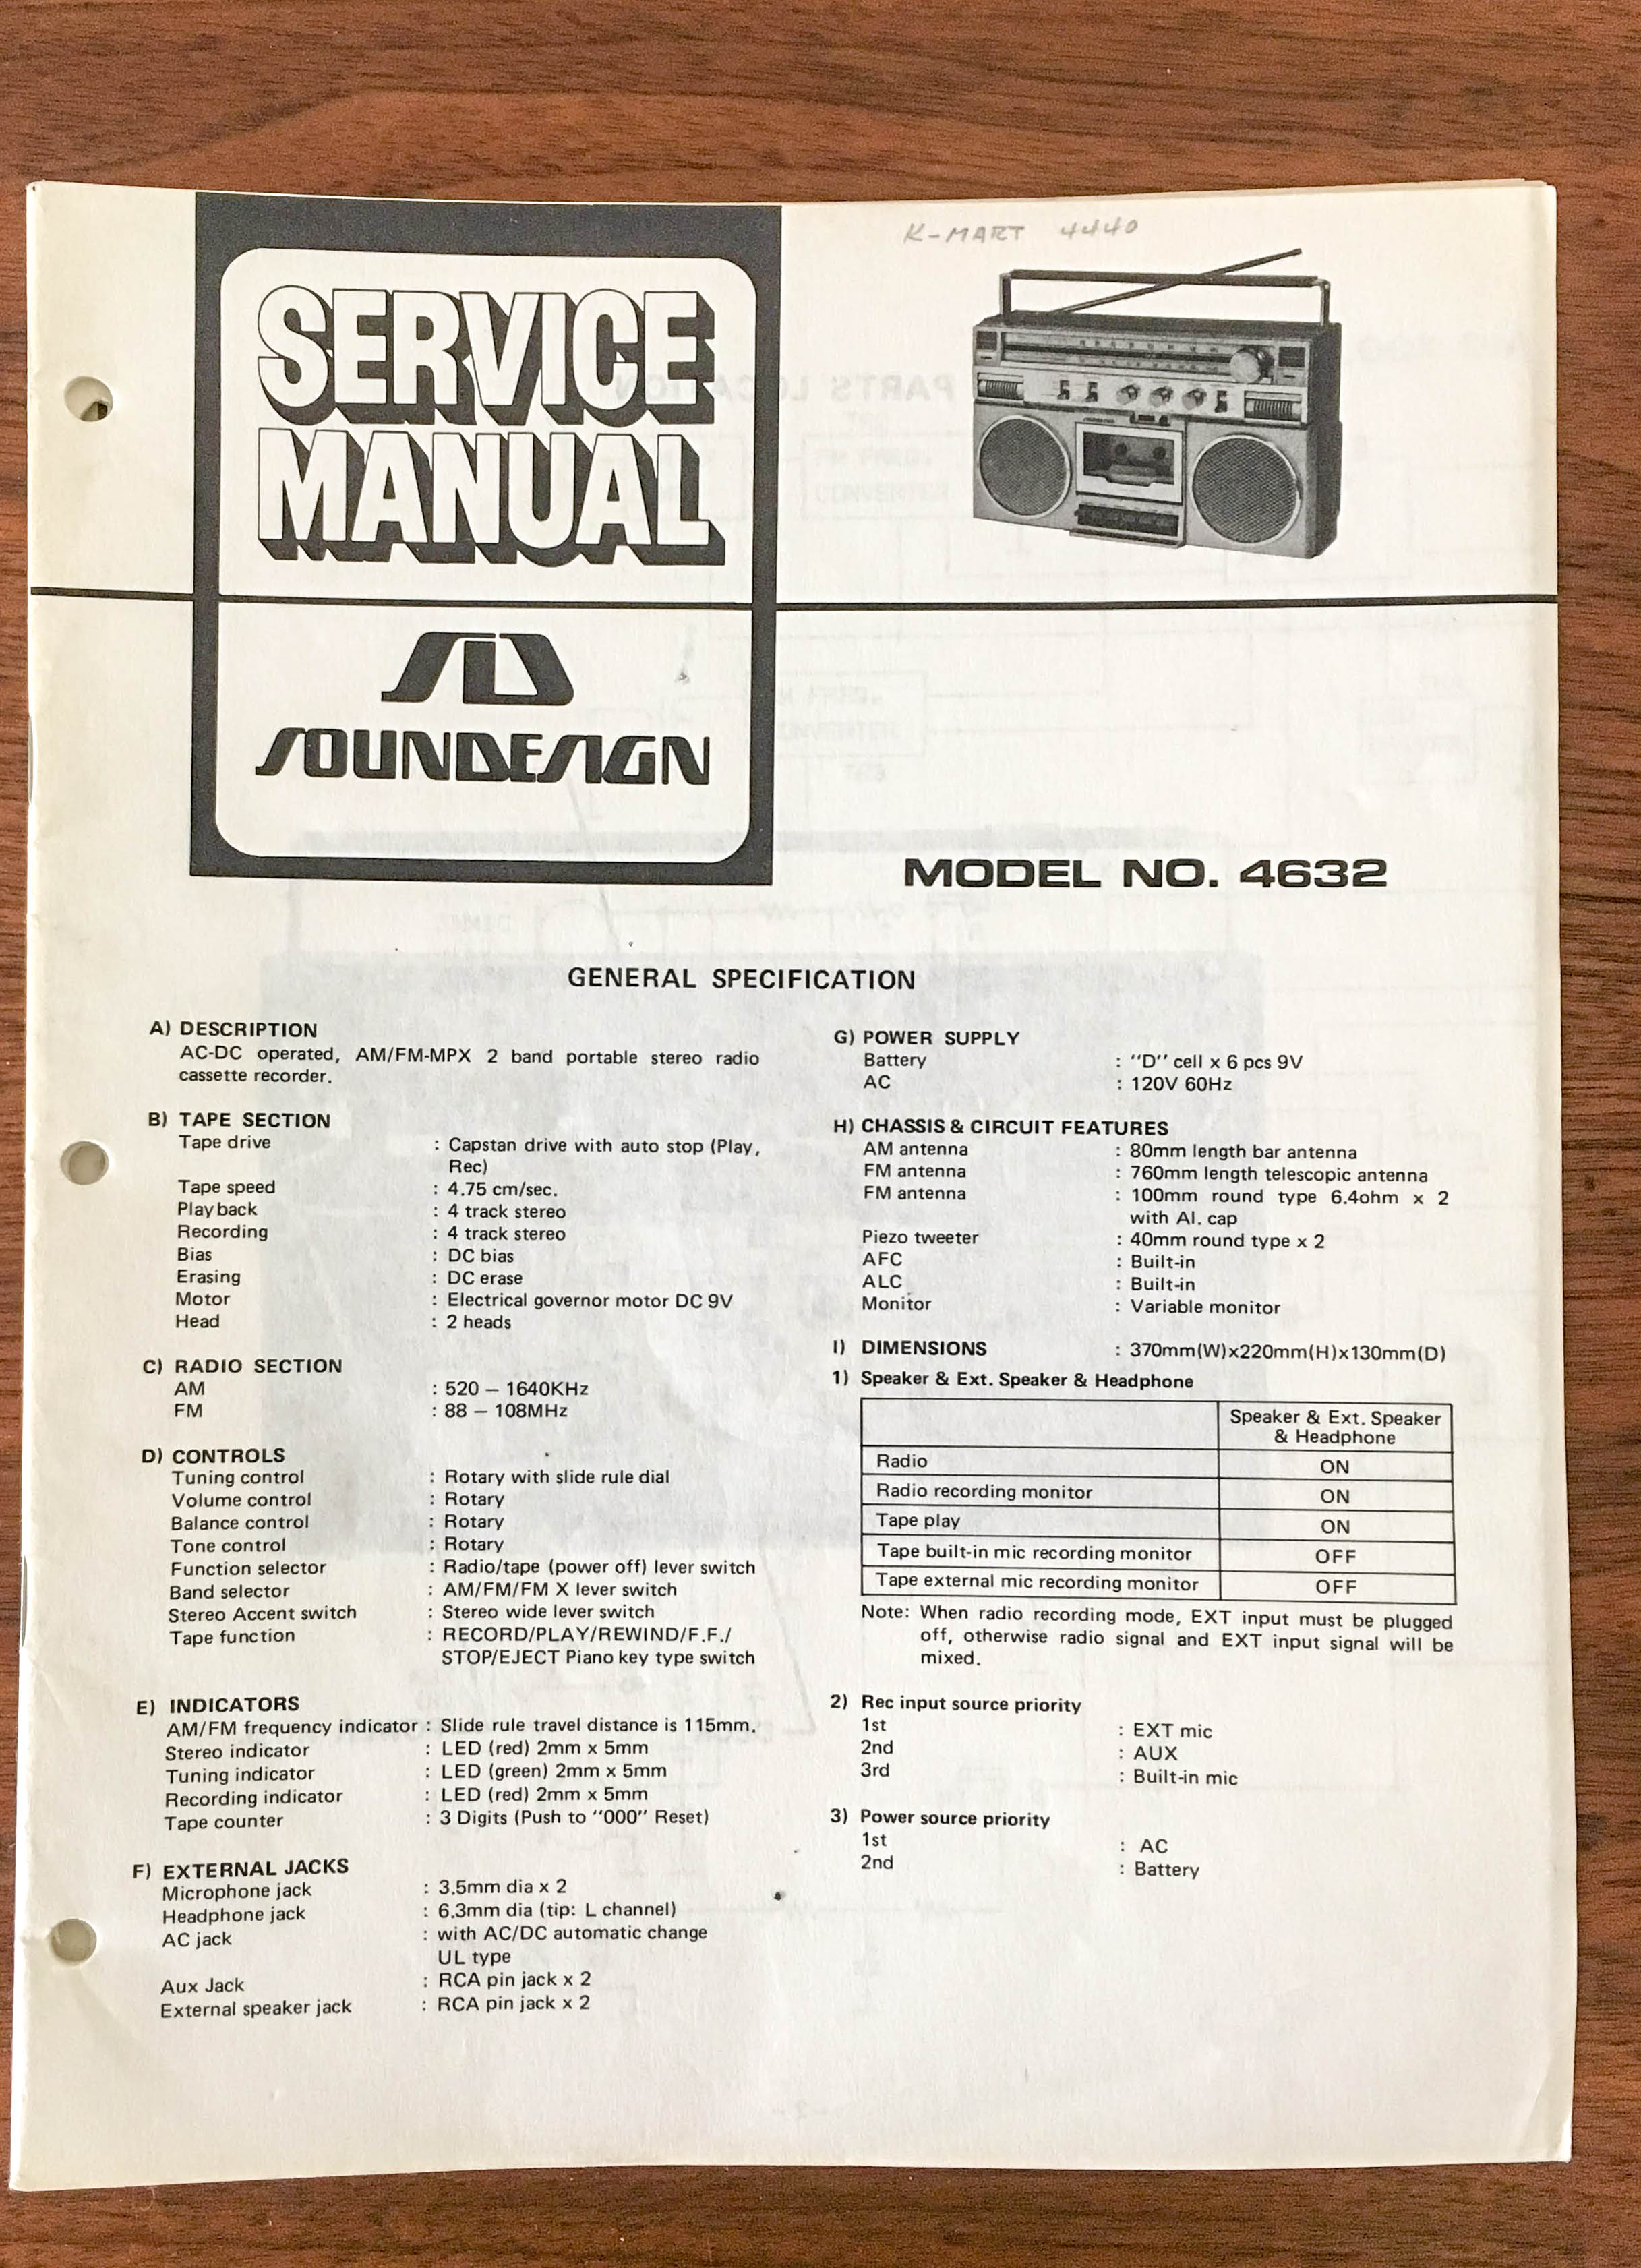 K-MART 4440
SERVICE
MANUAL
SD
SOUNDESIGN
MODEL NO. 4632
GENERAL SPECIFICATION
A) DESCRIPTION
AC-DC operated, AM/FM-MPX 2 band portable stereo radio
cassette recorder.
B) TAPE SECTION
Tape drive : Capstan drive with auto stop (Play,
Rec)
Tape speed : 4.75 cm/sec.
Play back : 4 track stereo
Recording : 4 track stereo
Bias : DC bias
Erasing : DC erase
Motor : Electrical governor motor DC 9V
Head : 2 heads
C) RADIO SECTION
AM : 520 – 1640KHz
FM : 88 – 108MHz
D) CONTROLS
Tuning control : Rotary with slide rule dial
Volume control : Rotary
Balance control : Rotary
Tone control : Rotary
Function selector : Radio/tape (power off) lever switch
Band selector : AM/FM/FM X lever switch
Stereo Accent switch : Stereo wide lever switch
Tape function : RECORD/PLAY/REWIND/F.F./
STOP/EJECT Piano key type switch
E) INDICATORS
AM/FM frequency indicator : Slide rule travel distance is 115mm.
Stereo indicator : LED (red) 2mm x 5mm
Tuning indicator : LED (green) 2mm x 5mm
Recording indicator : LED (red) 2mm x 5mm
Tape counter : 3 Digits (Push to "000" Reset)
F) EXTERNAL JACKS
Microphone jack : 3.5mm dia x 2
Headphone jack : 6.3mm dia (tip: L channel)
AC jack : with AC/DC automatic change
UL type
Aux Jack : RCA pin jack x 2
External speaker jack : RCA pin jack x 2
G) POWER SUPPLY
Battery : "D" cell x 6 pcs 9V
AC : 120V 60Hz
H) CHASSIS & CIRCUIT FEATURES
AM antenna : 80mm length bar antenna
FM antenna : 760mm length telescopic antenna
FM antenna : 100mm round type 6.4ohm x 2
with Al. cap
Piezo tweeter : 40mm round type x 2
AFC : Built-in
ALC : Built-in
Monitor : Variable monitor
I) DIMENSIONS : 370mm(W)x220mm(H)x130mm(D)
1) Speaker & Ext. Speaker & Headphone
Speaker & Ext. Speaker
& Headphone
Radio ON
Radio recording monitor ON
Tape play ON
Tape built-in mic recording monitor OFF
Tape external mic recording monitor OFF
Note: When radio recording mode, EXT input must be plugged
off, otherwise radio signal and EXT input signal will be
mixed.
2) Rec input source priority
1st : EXT mic
2nd : AUX
3rd : Built-in mic
3) Power source priority
1st : AC
2nd : Battery